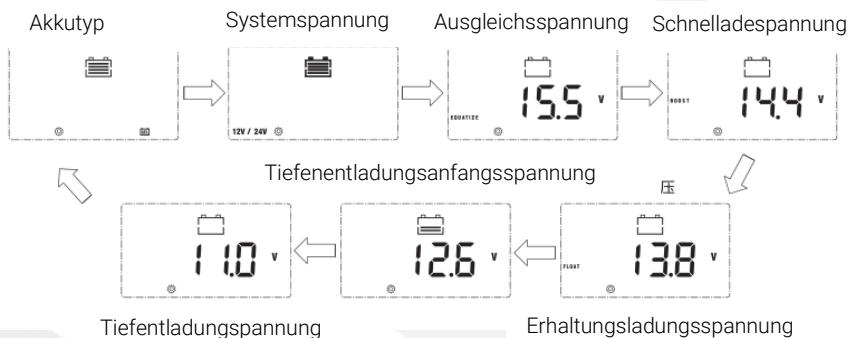 Akkutyp
Systemspannung
Ausgleichsspannung
Schnelladespannung
12V / 24V
EQUATIZE
15.5 V
BOOST
14.4 V
Tiefenentladungsanfangsspannung
压
11.0 V
12.6 V
FLOAT
13.8 V
Tiefentladungspannung
Erhaltungsladungsspannung